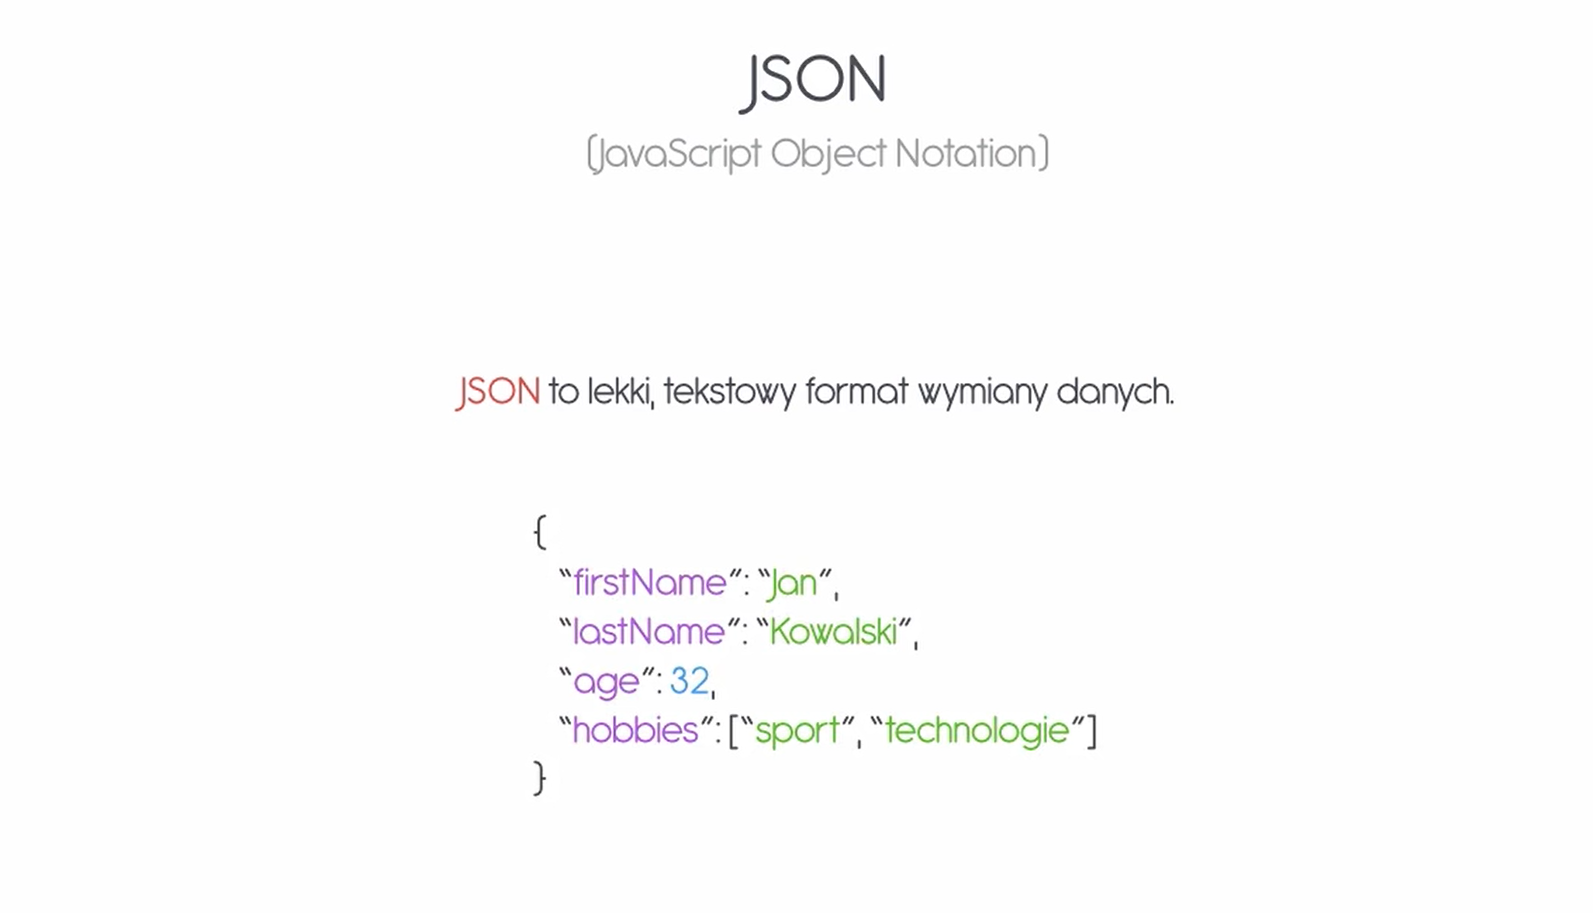 JSON
(JavaScript Object Notation)
JSON to lekki, tekstowy format wymiany danych.
{
“firstName”: “Jan”,
“lastName”: “Kowalski”,
“age”: 32,
“hobbies”: [“sport”, “technologie”]
}